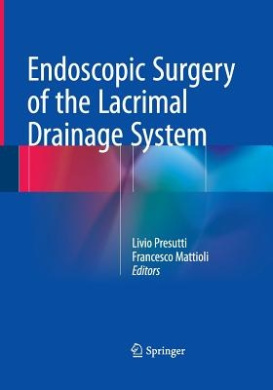 Endoscopic Surgery
of the Lacrimal
Drainage System
Livio Presutti
Francesco Mattioli
Editors
Springer